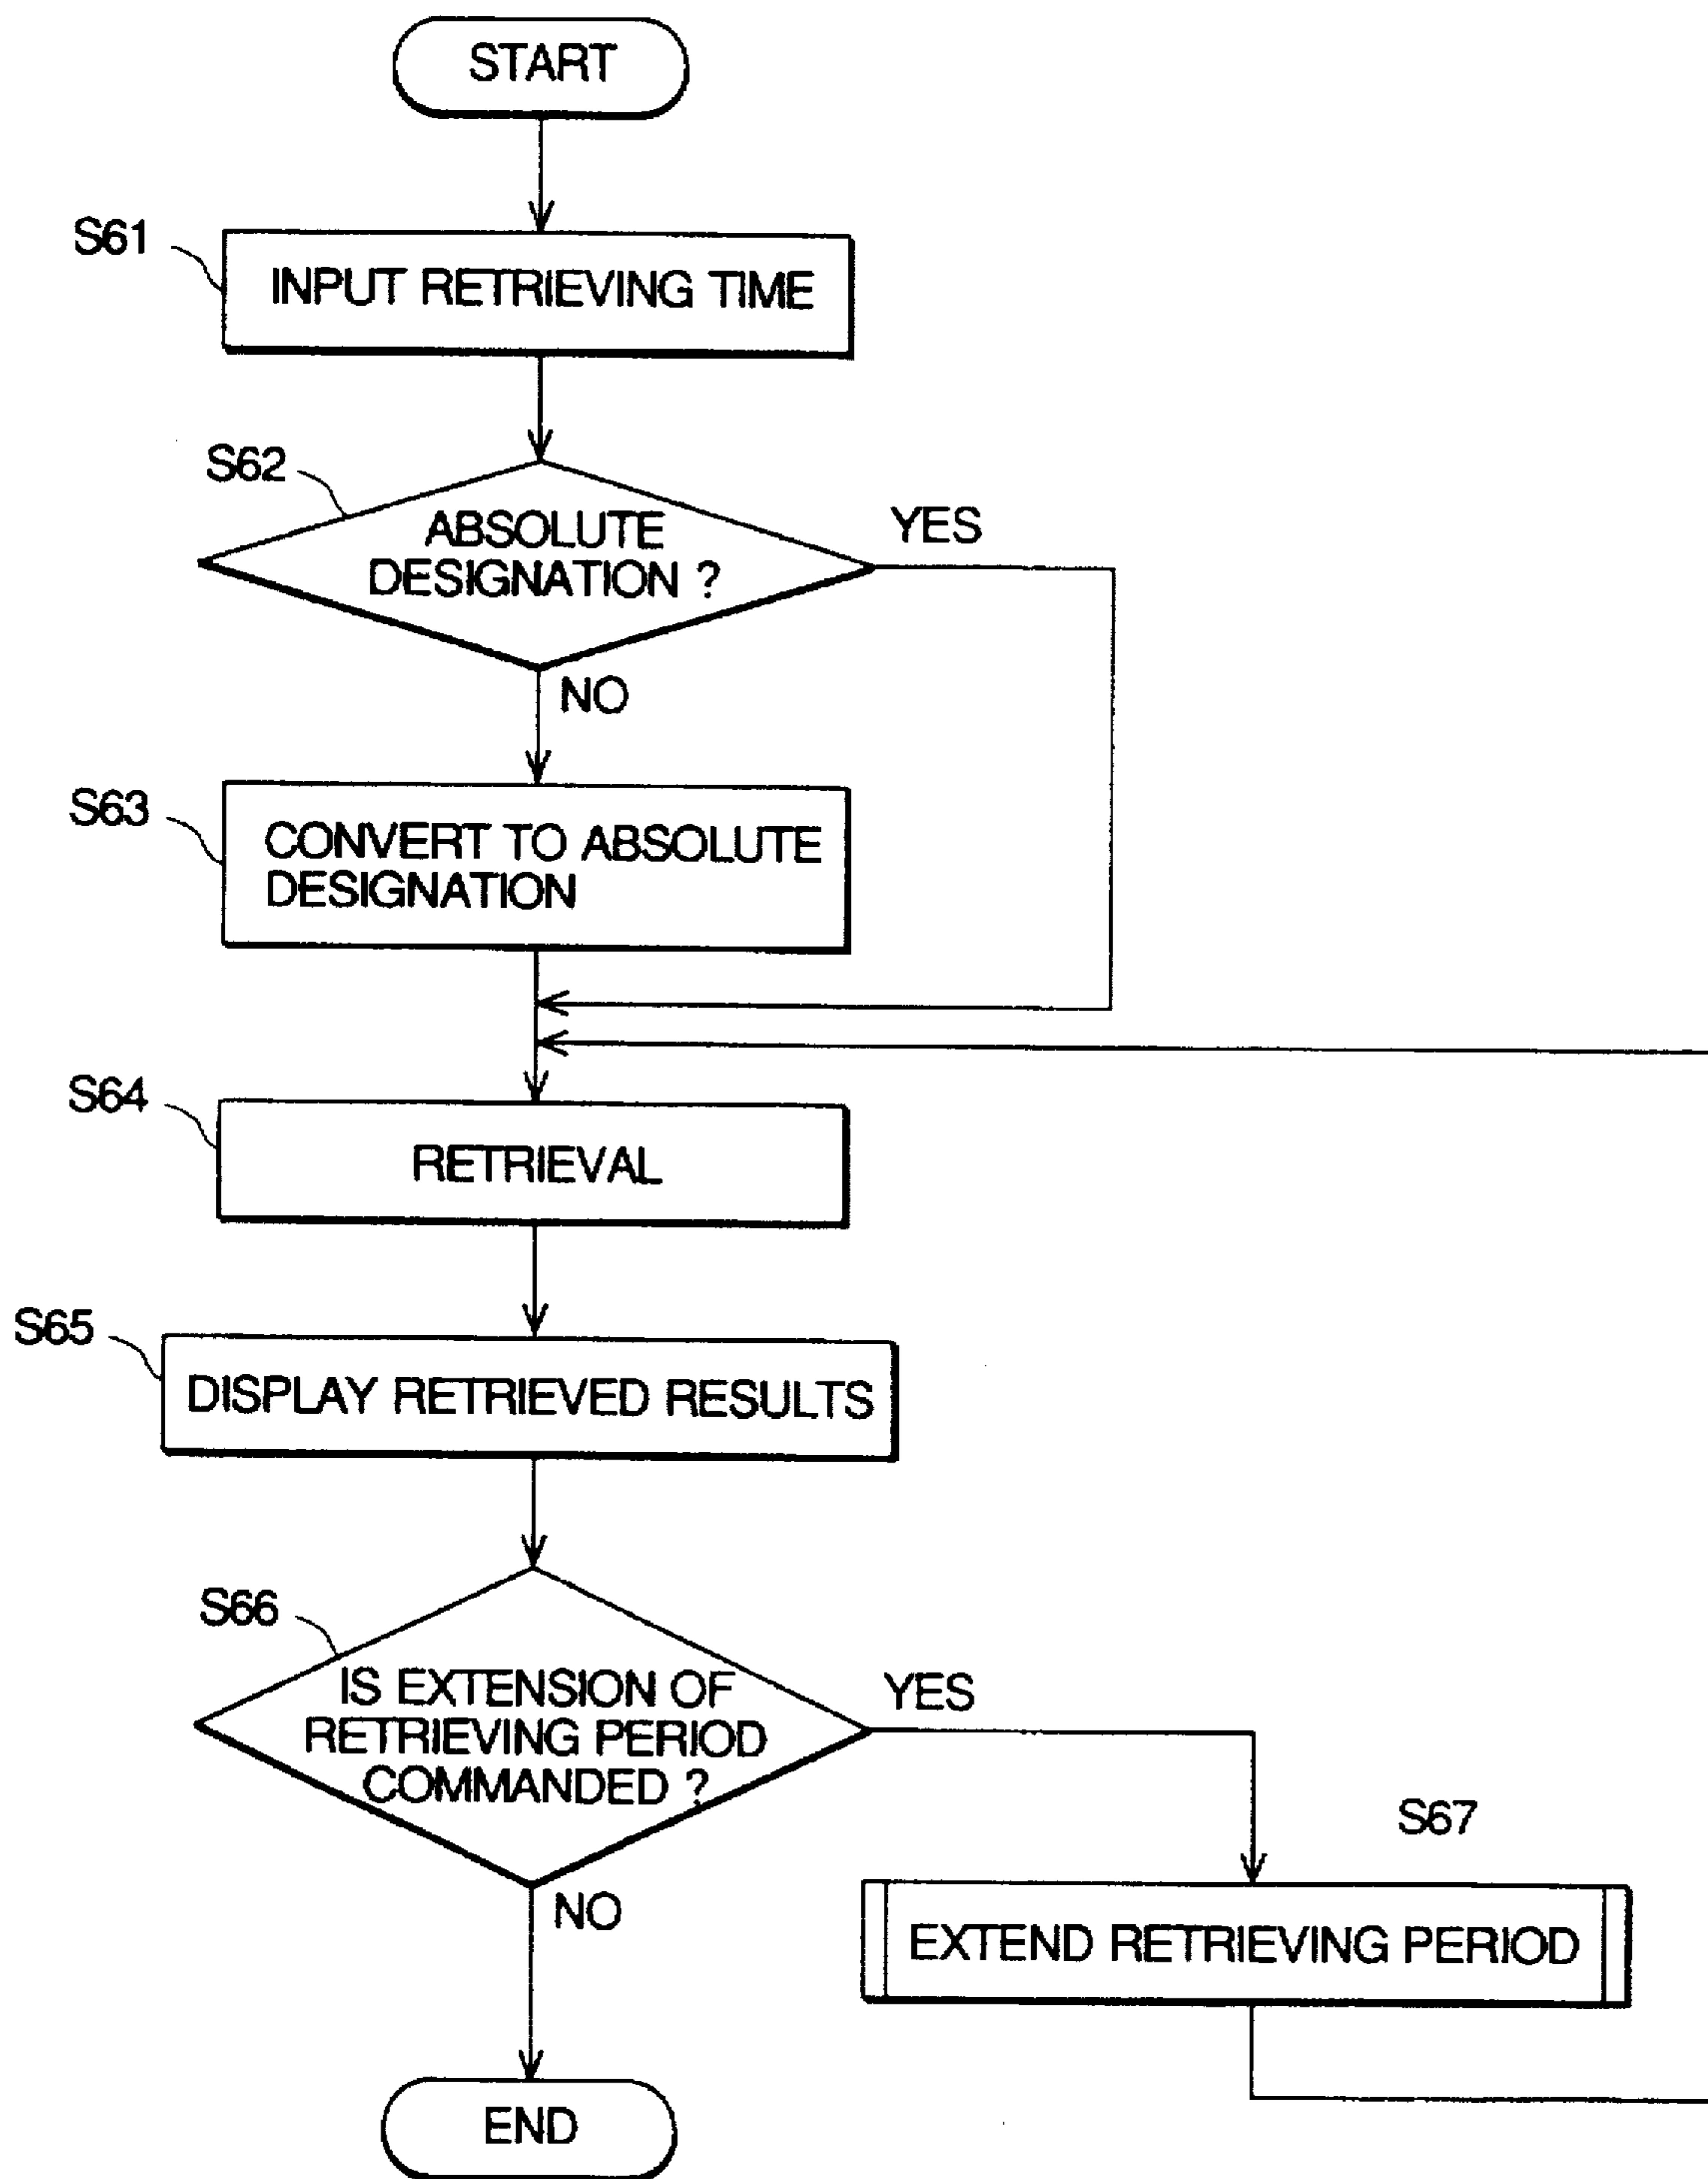 START
S61
INPUT RETRIEVING TIME
S62
ABSOLUTE
DESIGNATION ?
YES
NO
S63
CONVERT TO ABSOLUTE
DESIGNATION
S64
RETRIEVAL
S65
DISPLAY RETRIEVED RESULTS
S66
IS EXTENSION OF
RETRIEVING PERIOD
COMMANDED ?
YES
NO
S67
EXTEND RETRIEVING PERIOD
END